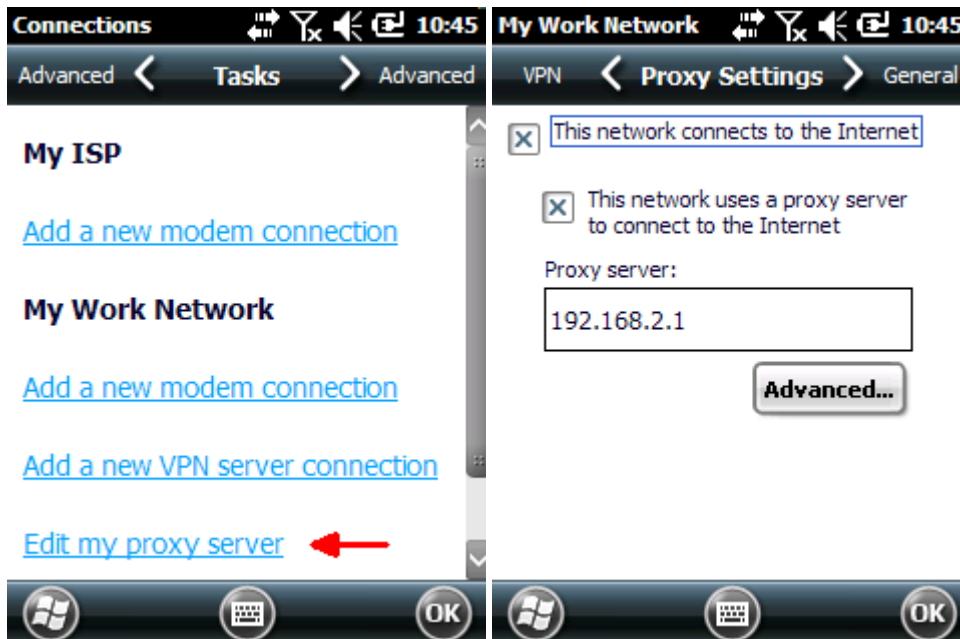 Connections 10:45
Advanced Tasks Advanced
My ISP
Add a new modem connection
My Work Network
Add a new modem connection
Add a new VPN server connection
Edit my proxy server
OK
My Work Network 10:45
VPN Proxy Settings General
This network connects to the Internet
This network uses a proxy server
to connect to the Internet
Proxy server:
192.168.2.1
Advanced...
OK